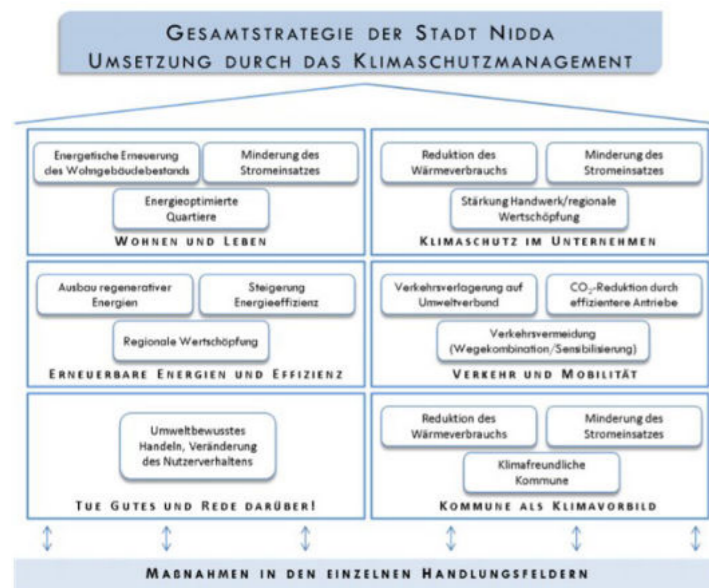 GESAMTSTRATEGIE DER STADT NIDDA
UMSETZUNG DURCH DAS KLIMASCHUTZMANAGEMENT
Energetische Erneuerung
des Wohngebäudebestands
Minderung des
Stromeinsatzes
Energieoptimierte
Quartiere
WOHNEN UND LEBEN
Reduktion des
Wärmeverbrauchs
Minderung des
Stromeinsatzes
Stärkung Handwerk/regionale
Wertschöpfung
KLIMASCHUTZ IM UNTERNEHMEN
Ausbau regenerativer
Energien
Steigerung
Energieeffizienz
Regionale Wertschöpfung
ERNEUERBARE ENERGIEN UND EFFIZIENZ
Verkehrsverlagerung auf
Umweltverbund
CO₂-Reduktion durch
effizientere Antriebe
Verkehrsvermeidung
(Wegekombination/Sensibilisierung)
VERKEHR UND MOBILITÄT
Umweltbewusstes
Handeln, Veränderung
des Nutzerverhaltens
TUE GUTES UND REDE DARÜBER!
Reduktion des
Wärmeverbrauchs
Minderung des
Stromeinsatzes
Klimafreundliche
Kommune
KOMMUNE ALS KLIMAVORBILD
MAẞNAHMEN IN DEN EINZELNEN HANDLUNGSFELDERN